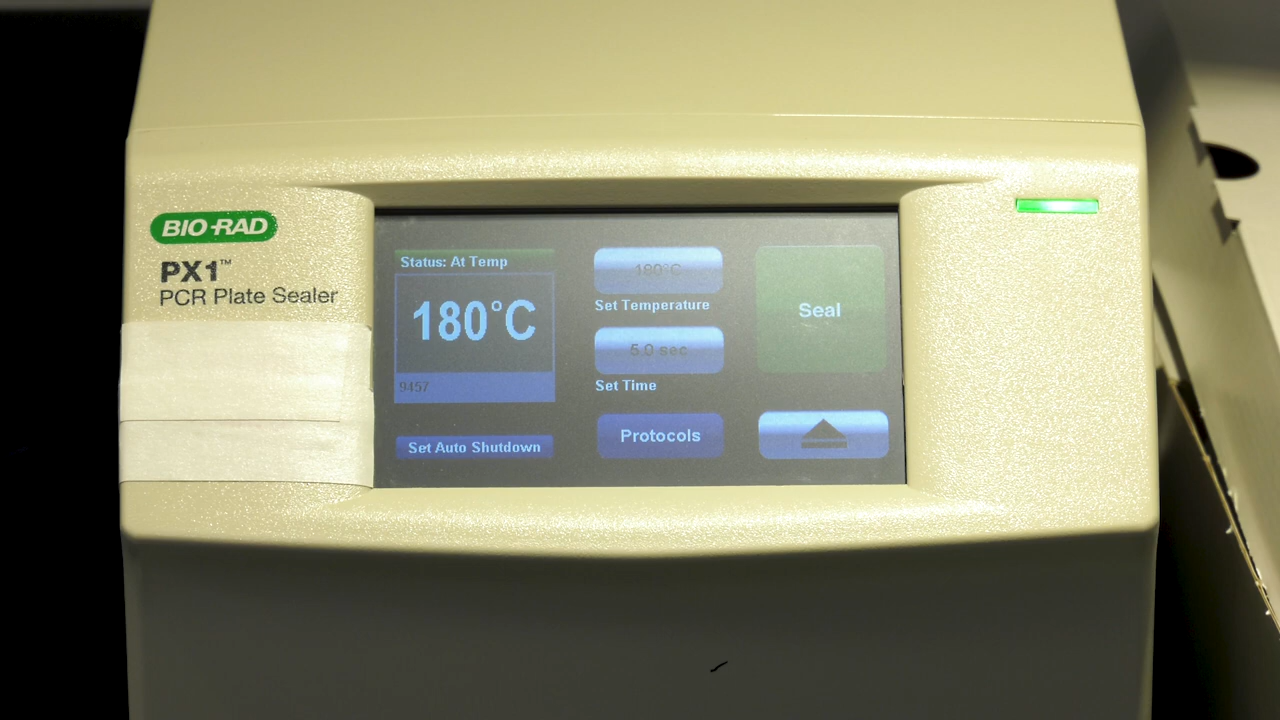 BIO-RAD
PX1™
PCR Plate Sealer
Status: At Temp
180°C
9457
Set Auto Shutdown
180°C
Set Temperature
5.0 sec
Set Time
Protocols
Seal